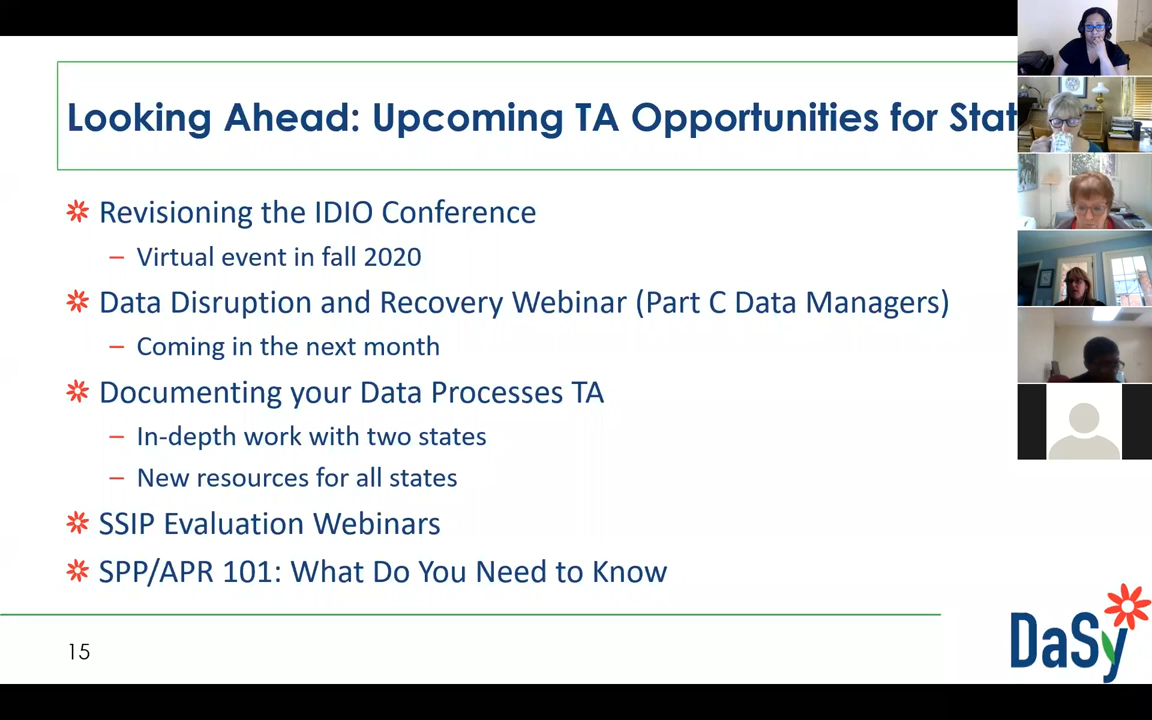 Looking Ahead: Upcoming TA Opportunities for Stat
Revisioning the IDIO Conference
– Virtual event in fall 2020
Data Disruption and Recovery Webinar (Part C Data Managers)
– Coming in the next month
Documenting your Data Processes TA
– In-depth work with two states
– New resources for all states
SSIP Evaluation Webinars
SPP/APR 101: What Do You Need to Know
15
DaSy